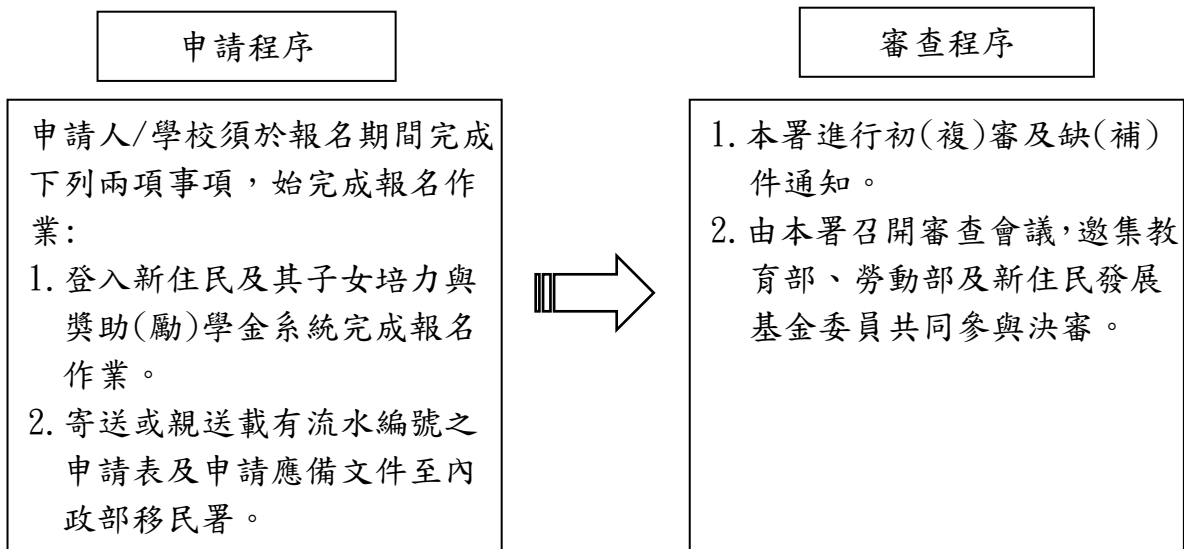 申請程序
申請人/學校須於報名期間完成
下列兩項事項，始完成報名作
業:
1. 登入新住民及其子女培力與
獎助(勵)學金系統完成報名
作業。
2. 寄送或親送載有流水編號之
申請表及申請應備文件至內
政部移民署。
審查程序
1. 本署進行初(複)審及缺(補)
件通知。
2. 由本署召開審查會議，邀集教
育部、勞動部及新住民發展
基金委員共同參與決審。